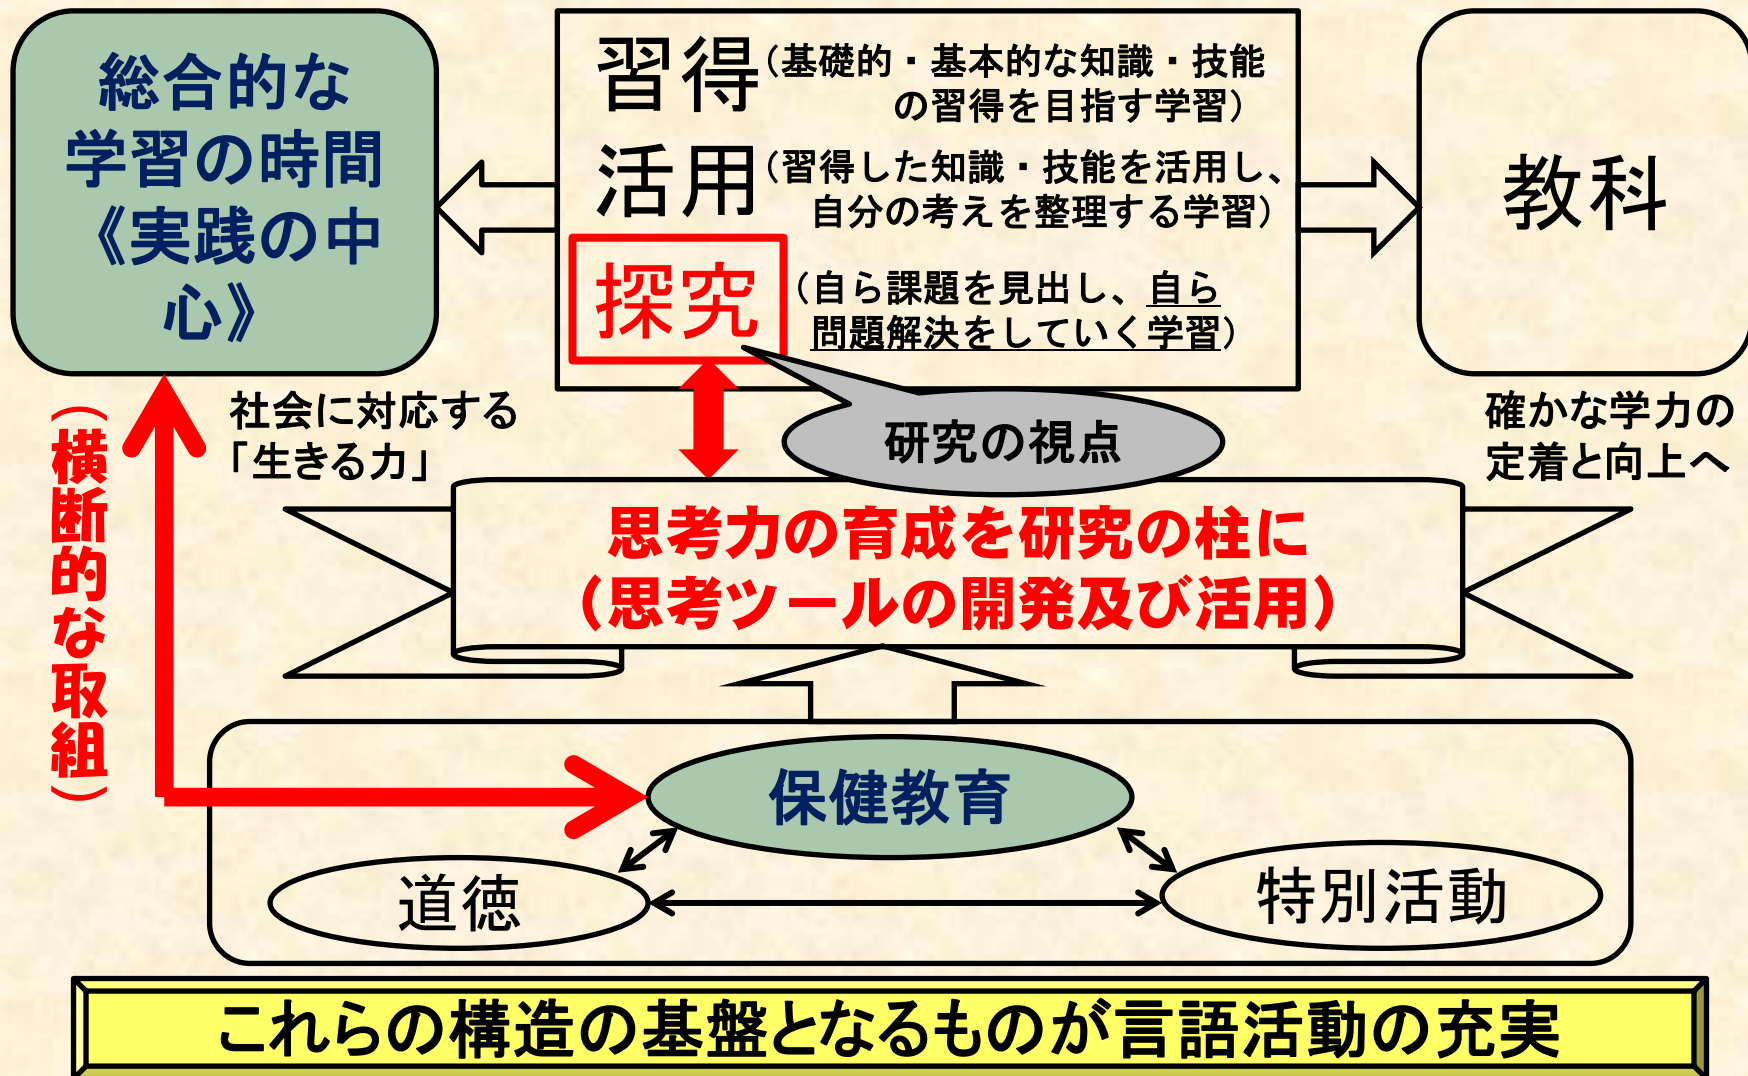 総合的な
学習の時間
《実践の中
心》
習得（基礎的・基本的な知識・技能
の習得を目指す学習）
活用（習得した知識・技能を活用し、
自分の考えを整理する学習）
探究（自ら課題を見出し、自ら
問題解決をしていく学習）
教科
社会に対応する
「生きる力」
研究の視点
確かな学力の
定着と向上へ
（横断的な取組）
思考力の育成を研究の柱に
（思考ツールの開発及び活用）
保健教育
道徳
特別活動
これらの構造の基盤となるものが言語活動の充実